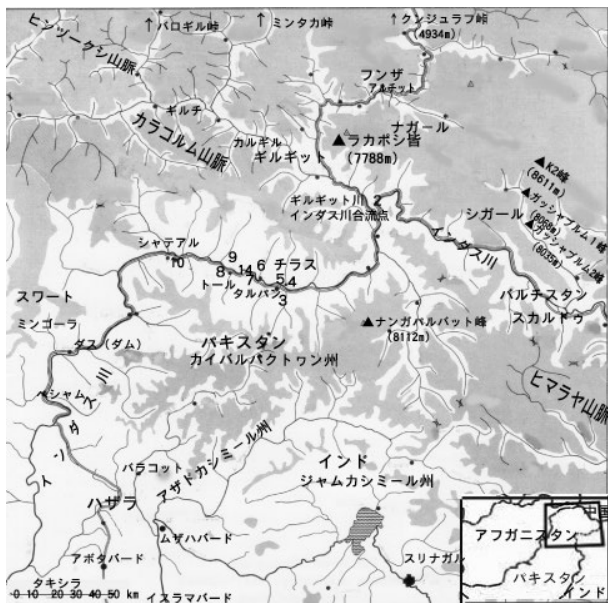 ↑バロギル峠
↑ミンタカ峠
↑クンジュラフ峠
(4934m)
ヒンヅークシ山脈
フンザ
アルチット
ギルチ
ナガール
カラコルム山脈
カルギル
ギルギット
▲ラカポシ皆
(7788m)
▲K2峰
(8611m)
▲ガッシャブルム1峰
(8068m)
▲ガッシャブルム2峰
(8035m)
ギルギット川 2
インダス川合流点
シガール
インダス川
シャテアル
10
9
8
11
6
7
チラス
5
4
3
トール
タルパン
バルチスタン
スカルドゥ
スワート
ミンゴーラ
パキスタン
カイバルパクトワン州
▲ナンガパルバット峰
(8112m)
ダス(ダム)
ヒマラヤ山脈
シャム
インダス川
バラコット
アザトカシミール州
インド
ジャムカシミール州
ハザラ
ムザハバード
アボタバード
スリナガル
タキシラ
イスラマバード
0 10 20 30 40 50 km
中国
アフガニスタン
パキスタン
インド